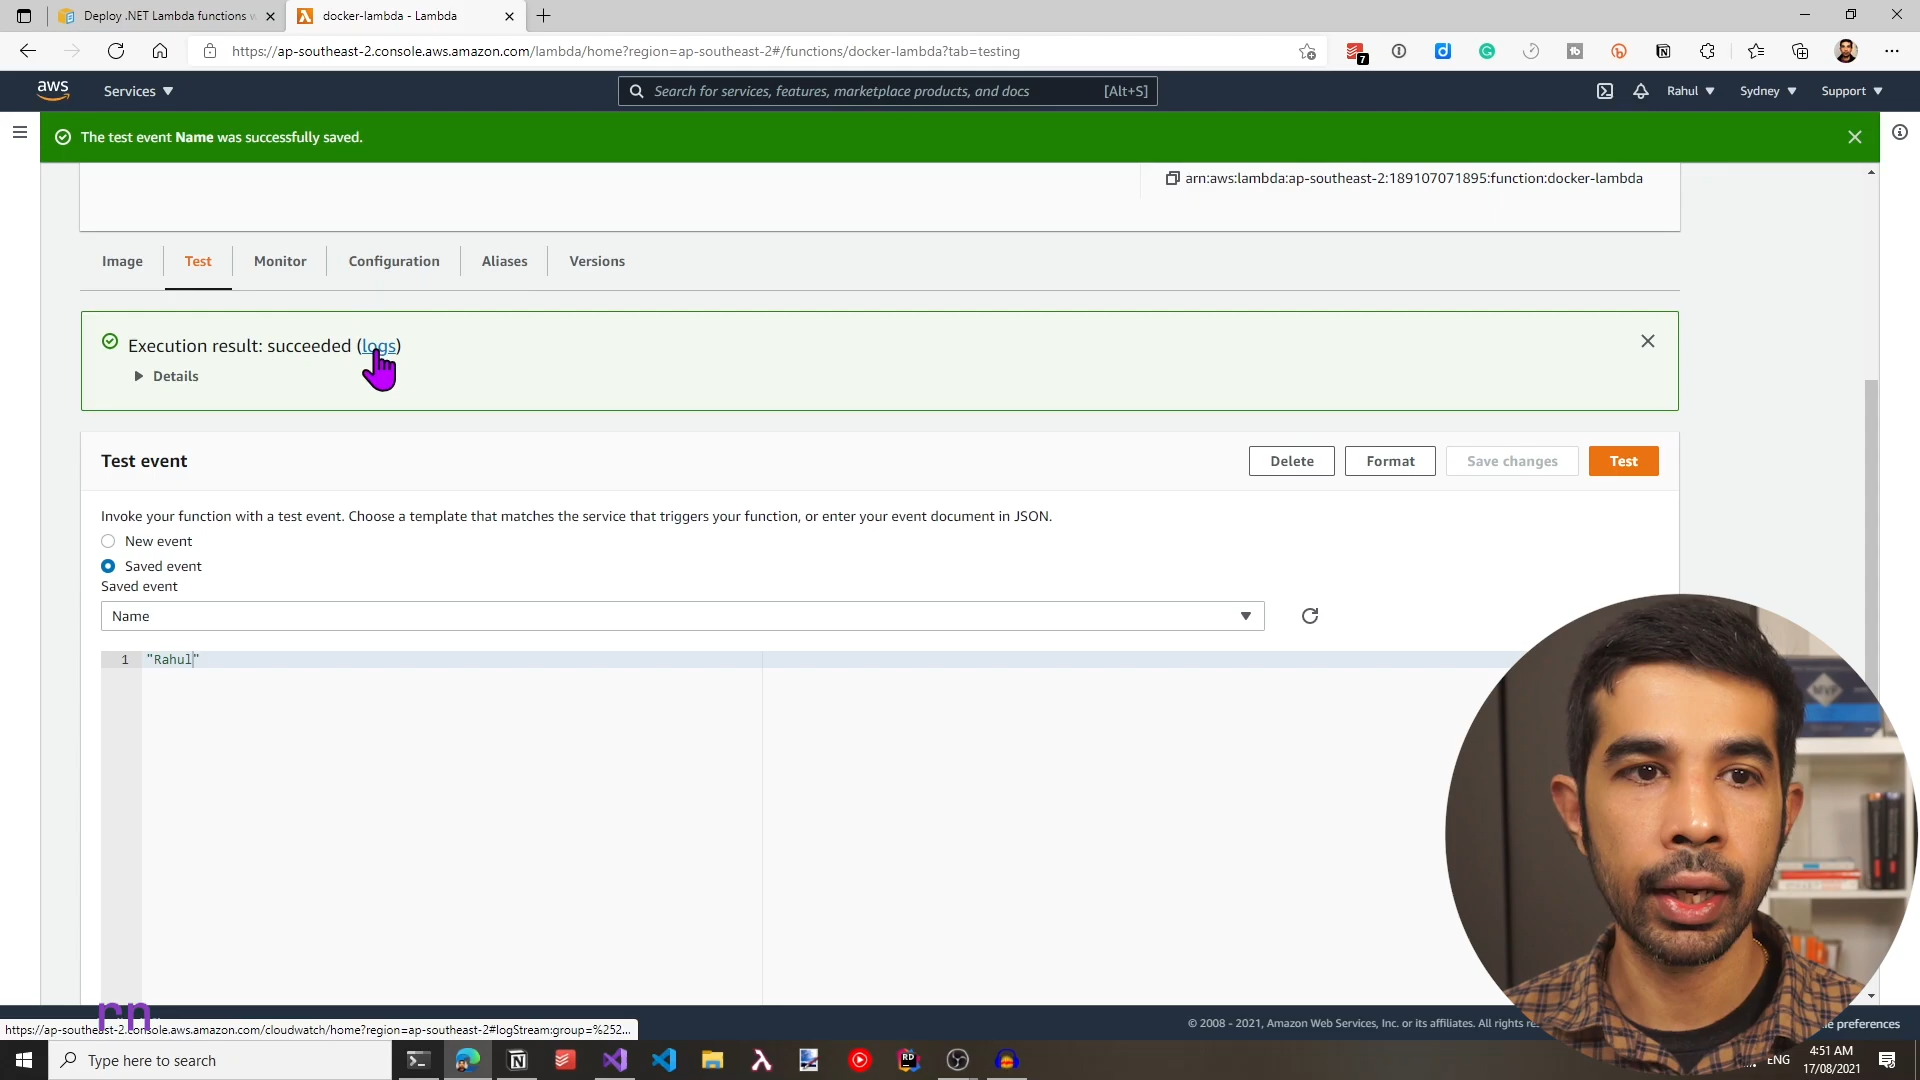 Deploy .NET Lambda functions w
docker-lambda - Lambda
https://ap-southeast-2.console.aws.amazon.com/lambda/home?region=ap-southeast-2#/functions/docker-lambda?tab=testing
7
aws
Services
Search for services, features, marketplace products, and docs
[Alt+S]
Rahul
Sydney
Support
The test event Name was successfully saved.
arn:aws:lambda:ap-southeast-2:189107071895:function:docker-lambda
Image
Test
Monitor
Configuration
Aliases
Versions
Execution result: succeeded (logs)
Details
Test event
Delete
Format
Save changes
Test
Invoke your function with a test event. Choose a template that matches the service that triggers your function, or enter your event document in JSON.
New event
Saved event
Saved event
Name
1 "Rahul"
MVP
rn
https://ap-southeast-2.console.aws.amazon.com/cloudwatch/home?region=ap-southeast-2#logStream:group=%252...
© 2008 - 2021, Amazon Web Services, Inc. or its affiliates. All rights re
ie preferences
Type here to search
RD
ENG
4:51 AM
17/08/2021